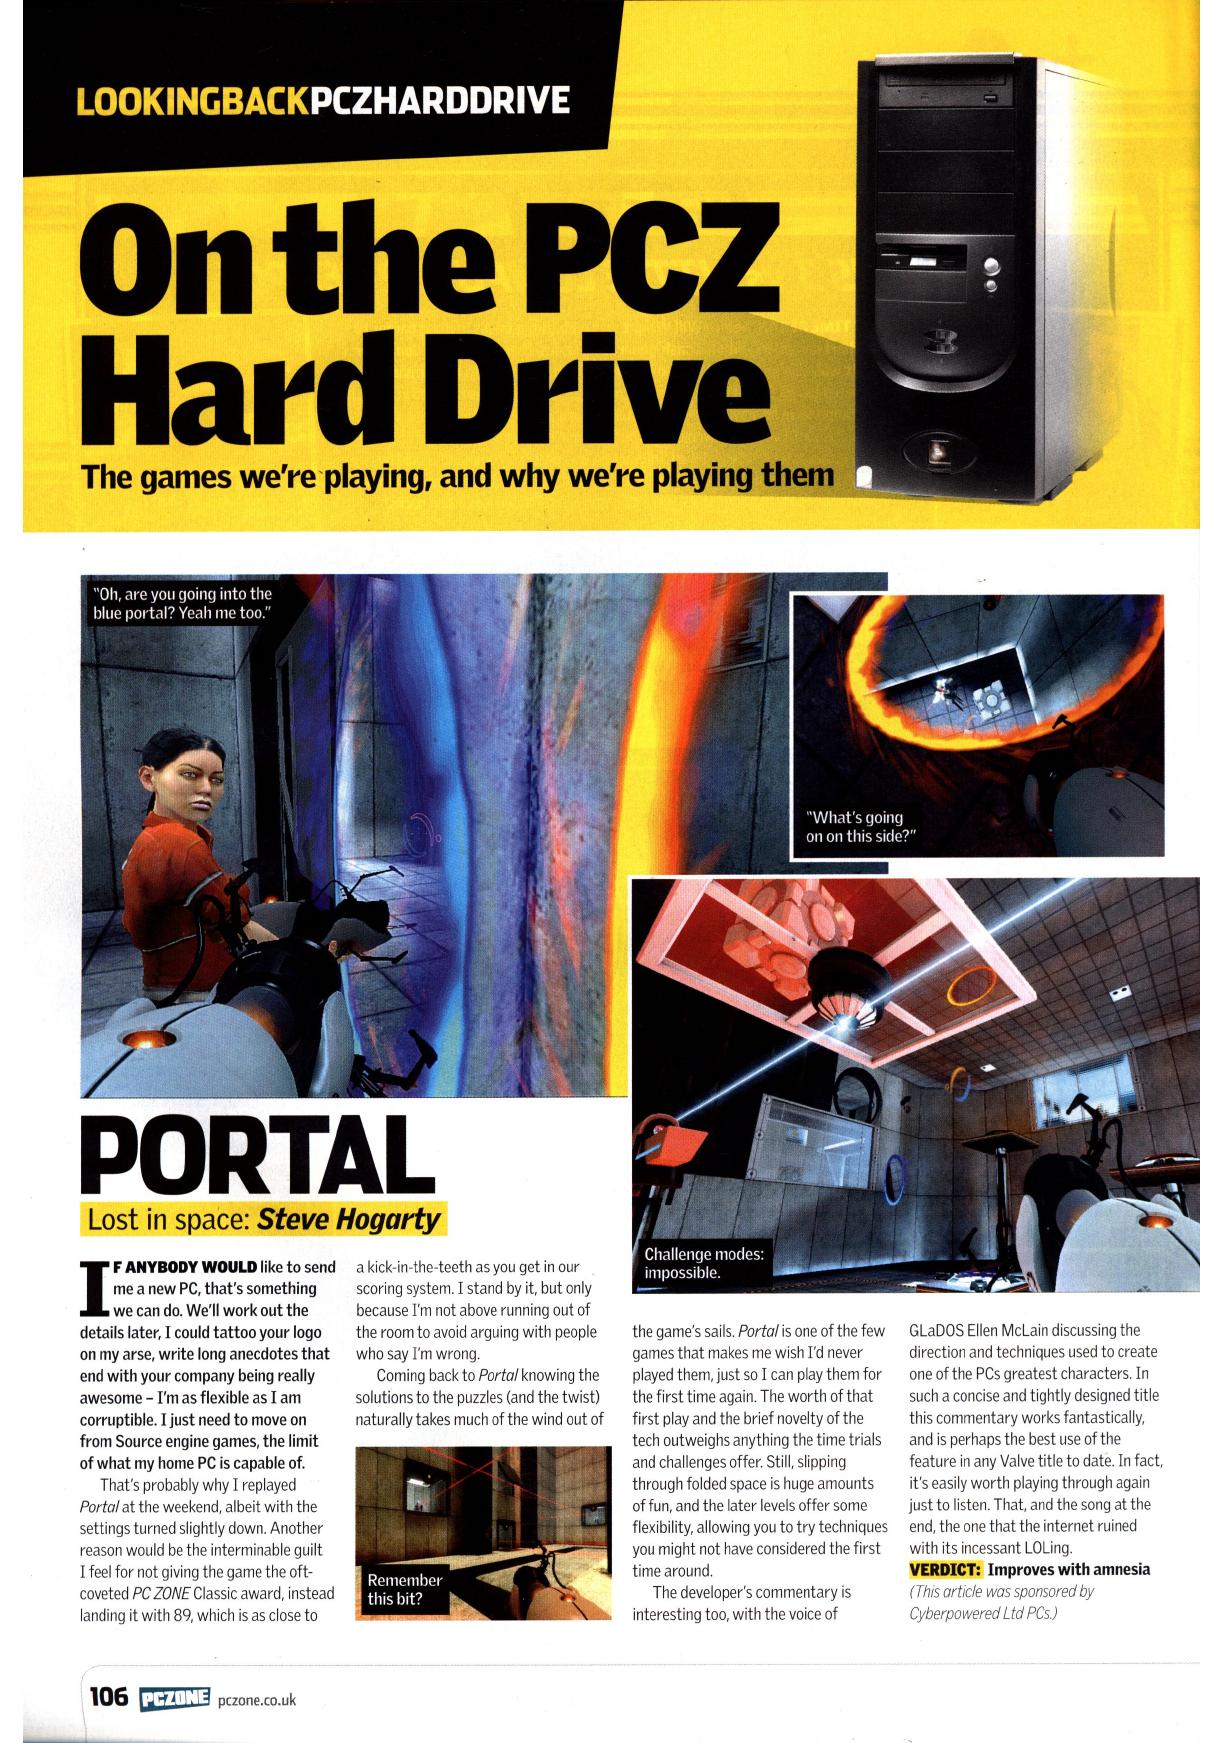 LOOKINGBACKPCZHARDDRIVE
On the PCZ
Hard Drive
The games we're playing, and why we're playing them
"Oh, are you going into the
blue portal? Yeah me too."
"What's going
on on this side?"
Challenge modes:
impossible.
PORTAL
Lost in space: Steve Hogarty
IF ANYBODY WOULD like to send
me a new PC, that's something
we can do. We'll work out the
details later, I could tattoo your logo
on my arse, write long anecdotes that
end with your company being really
awesome – I'm as flexible as I am
corruptible. I just need to move on
from Source engine games, the limit
of what my home PC is capable of.
That's probably why I replayed
Portal at the weekend, albeit with the
settings turned slightly down. Another
reason would be the interminable guilt
I feel for not giving the game the oft-
coveted PC ZONE Classic award, instead
landing it with 89, which is as close to
a kick-in-the-teeth as you get in our
scoring system. I stand by it, but only
because I'm not above running out of
the room to avoid arguing with people
who say I'm wrong.
Coming back to Portal knowing the
solutions to the puzzles (and the twist)
naturally takes much of the wind out of
Remember
this bit?
the game's sails. Portal is one of the few
games that makes me wish I'd never
played them, just so I can play them for
the first time again. The worth of that
first play and the brief novelty of the
tech outweighs anything the time trials
and challenges offer. Still, slipping
through folded space is huge amounts
of fun, and the later levels offer some
flexibility, allowing you to try techniques
you might not have considered the first
time around.
The developer's commentary is
interesting too, with the voice of
GLaDOS Ellen McLain discussing the
direction and techniques used to create
one of the PCs greatest characters. In
such a concise and tightly designed title
this commentary works fantastically,
and is perhaps the best use of the
feature in any Valve title to date. In fact,
it's easily worth playing through again
just to listen. That, and the song at the
end, the one that the internet ruined
with its incessant LOLing.
VERDICT: Improves with amnesia
(This article was sponsored by
Cyberpowered Ltd PCs.)
106 PCZONE pczone.co.uk